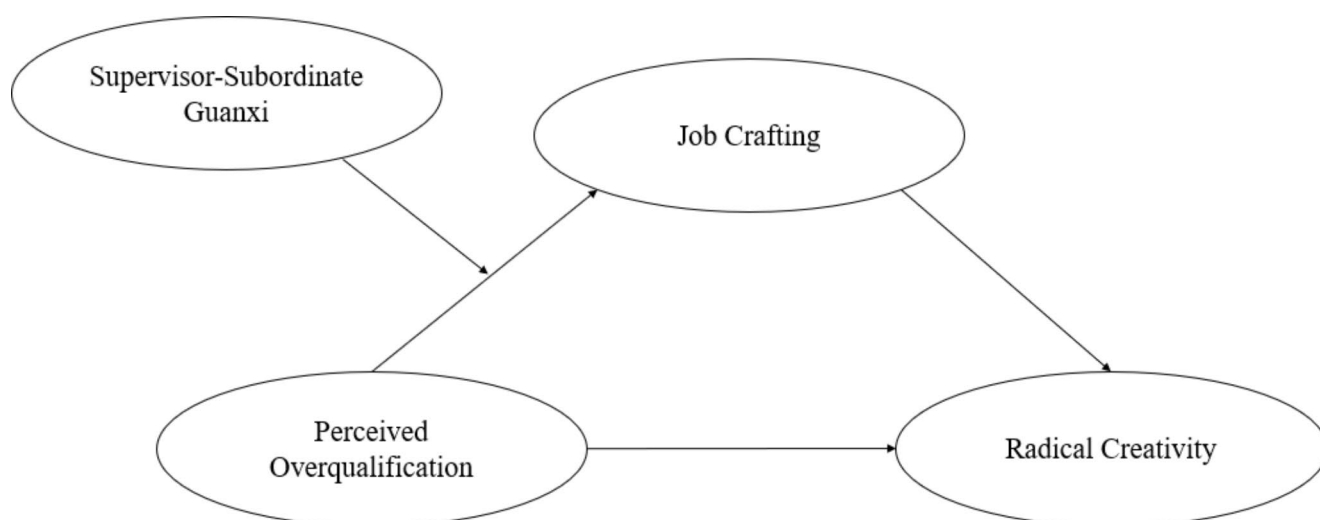 Supervisor-Subordinate
Guanxi
Job Crafting
Perceived
Overqualification
Radical Creativity